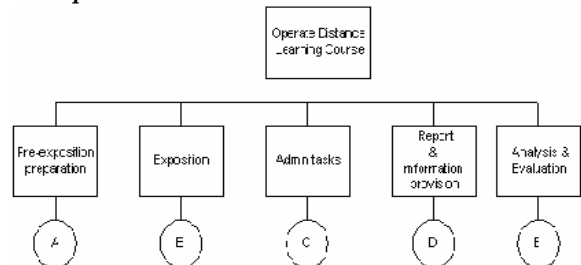 Operate Distance
Learning Course
Pre-exposition
preparation
Exposition
Admin tasks
Report
&
information
provision
Analysis &
Evaluation
A
E
C
D
E